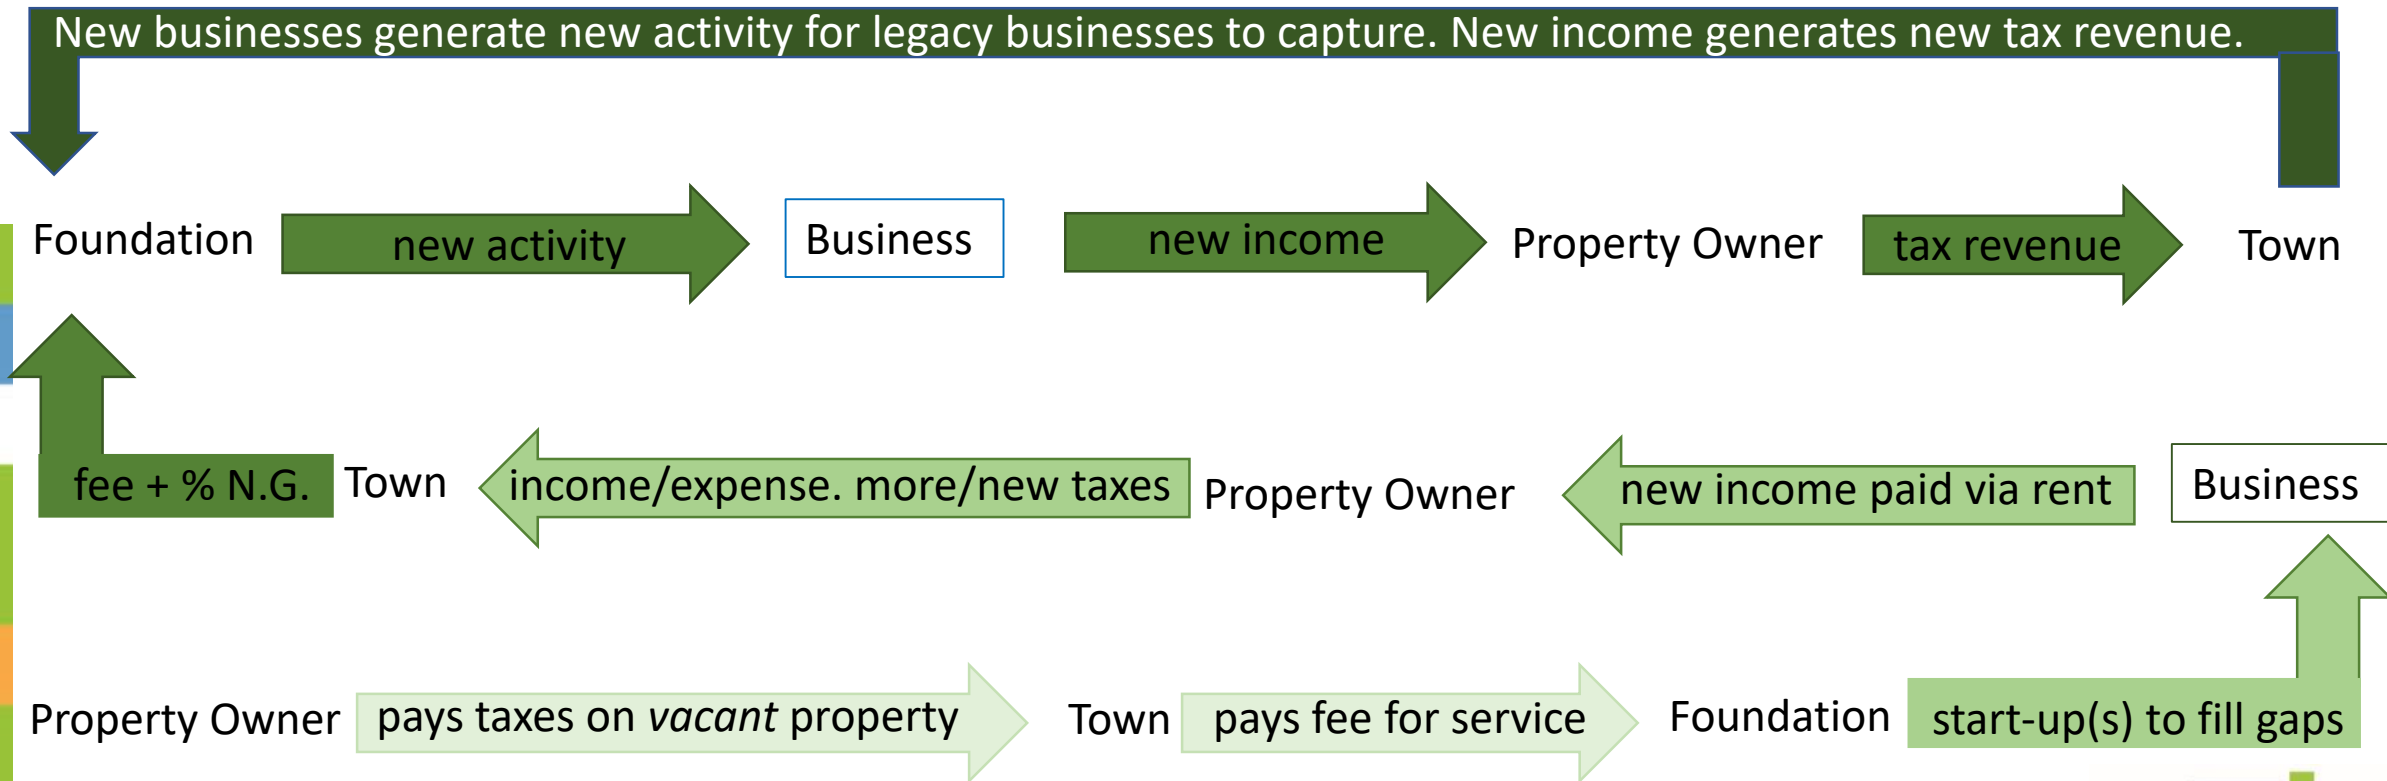 New businesses generate new activity for legacy businesses to capture. New income generates new tax revenue.
Foundation new activity Business new income Property Owner tax revenue Town
fee + % N.G. Town income/expense. more/new taxes Property Owner new income paid via rent Business
Property Owner pays taxes on vacant property Town pays fee for service Foundation start-up(s) to fill gaps